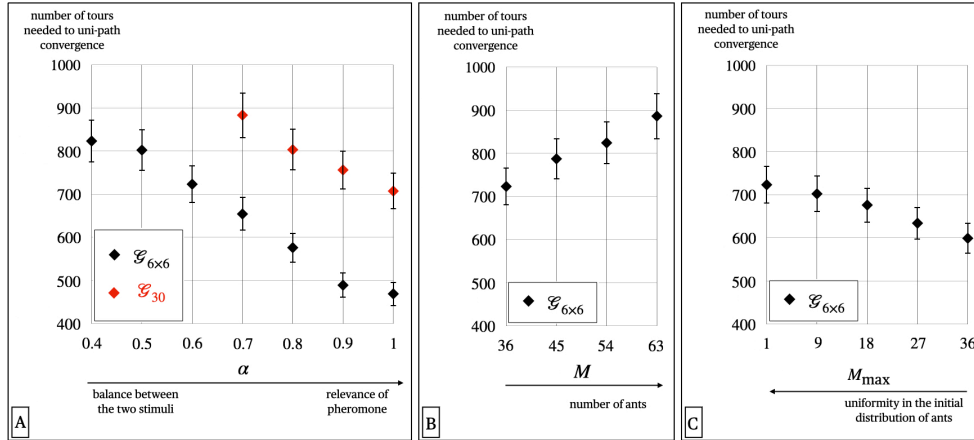 number of tours
needed to uni-path
convergence
1000
900
800
700
600
500
400
𝒢6×6
𝒢30
0.4 0.5 0.6 0.7 0.8 0.9 1
α
balance between
the two stimuli
relevance of
pheromone
A
number of tours
needed to uni-path
convergence
1000
900
800
700
600
500
400
𝒢6×6
36 45 54 63
M
number of ants
B
number of tours
needed to uni-path
convergence
1000
900
800
700
600
500
400
𝒢6×6
1 9 18 27 36
Mmax
uniformity in the initial
distribution of ants
C